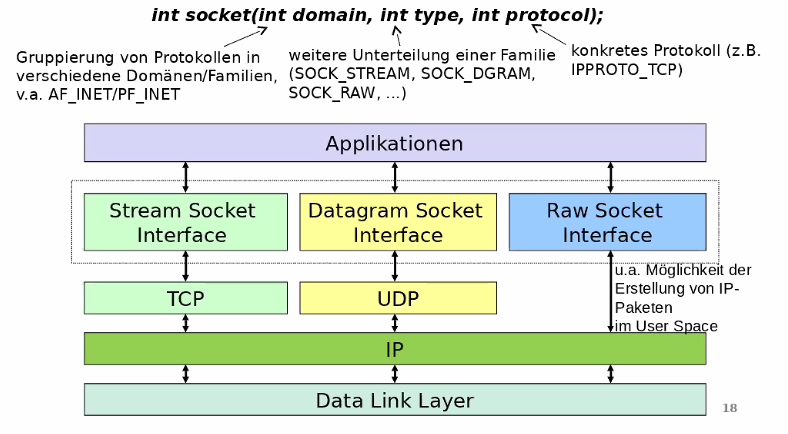 int socket(int domain, int type, int protocol);
Gruppierung von Protokollen in
verschiedene Domänen/Familien,
v.a. AF_INET/PF_INET
weitere Unterteilung einer Familie
(SOCK_STREAM, SOCK_DGRAM,
SOCK_RAW, ...)
konkretes Protokoll (z.B.
IPPROTO_TCP)
Applikationen
Stream Socket
Interface
Datagram Socket
Interface
Raw Socket
Interface
u.a. Möglichkeit der
Erstellung von IP-
Paketen
im User Space
TCP
UDP
IP
Data Link Layer
18